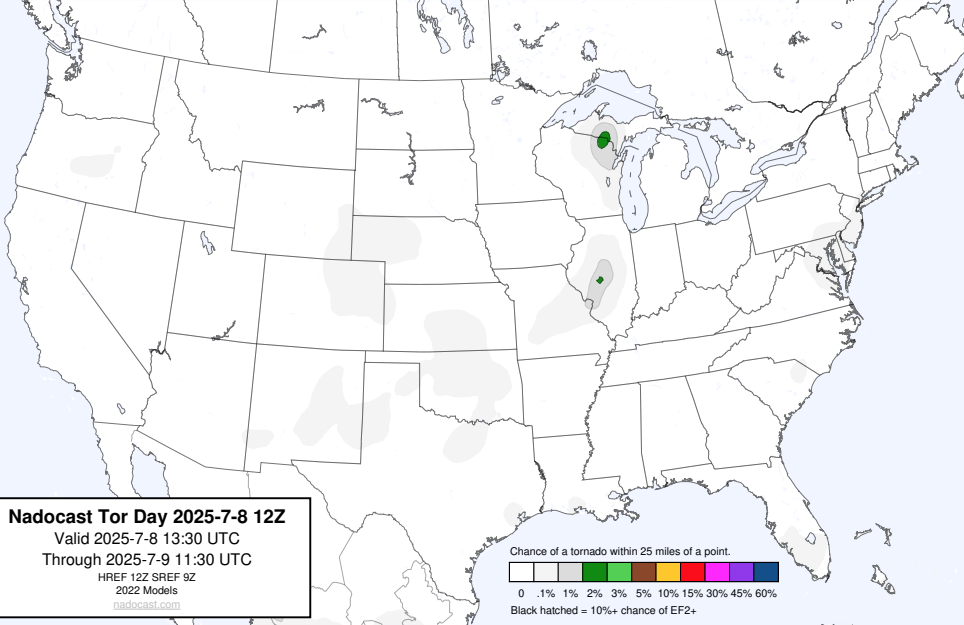 Nadocast Tor Day 2025-7-8 12Z
Valid 2025-7-8 13:30 UTC
Through 2025-7-9 11:30 UTC
HREF 12Z SREF 9Z
2022 Models
nadocast.com
Chance of a tornado within 25 miles of a point.
0 .1% 1% 2% 3% 5% 10% 15% 30% 45% 60%
Black hatched = 10%+ chance of EF2+